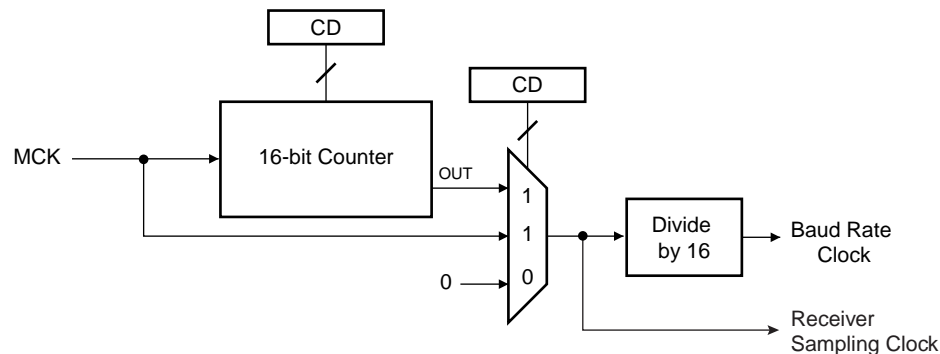 CD
CD
MCK
16-bit Counter
OUT
1
1
0
0
Divide
by 16
Baud Rate
Clock
Receiver
Sampling Clock